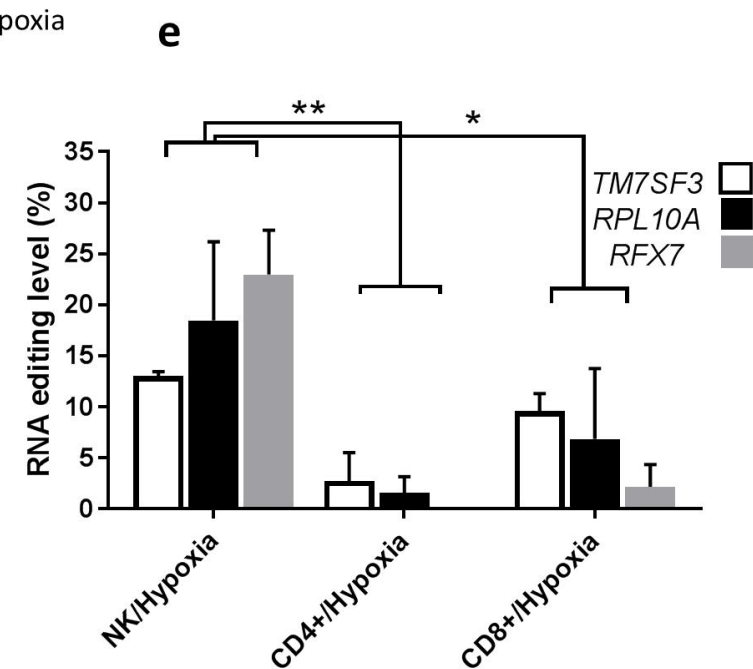 poxia
e
**
*
35
30
25
20
15
10
5
0
RNA editing level (%)
TM7SF3
RPL10A
RFX7
NK/Hypoxia
CD4+/Hypoxia
CD8+/Hypoxia